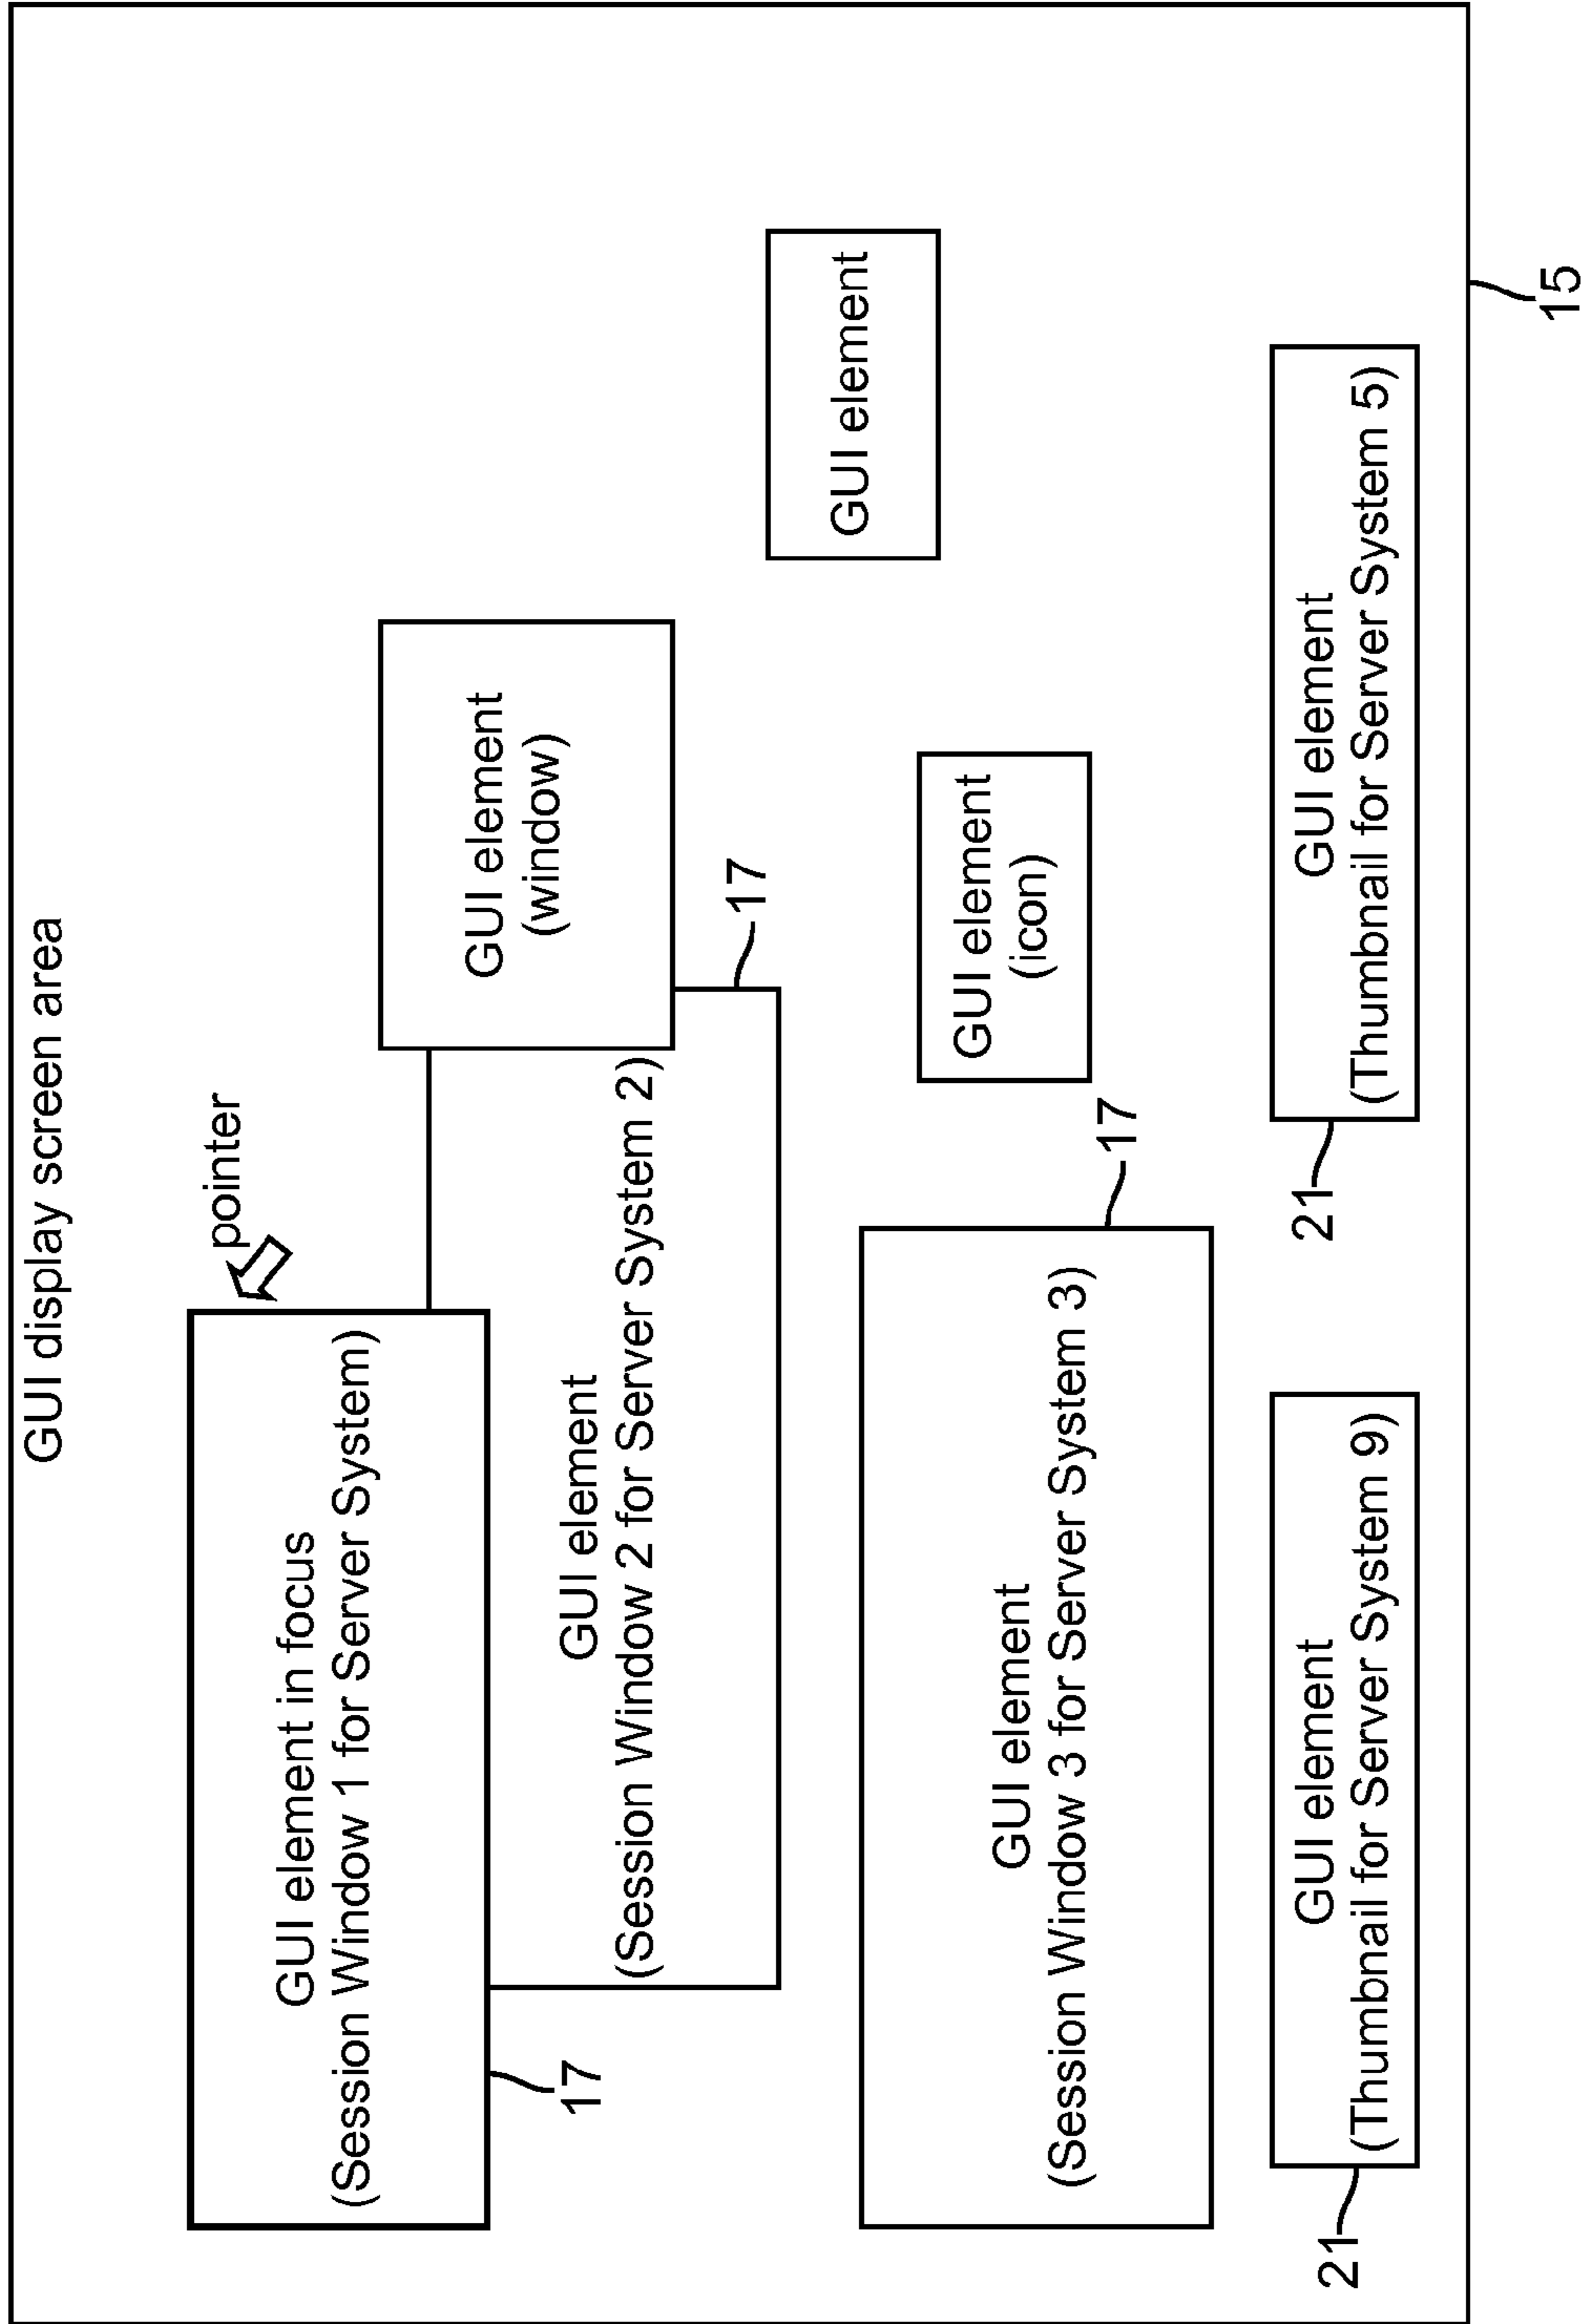 GUI display screen area
pointer
GUI element in focus
(Session Window 1 for Server System)
17
GUI element
(window)
GUI element
(Session Window 2 for Server System 2)
17
GUI element
GUI element
(Session Window 3 for Server System 3)
17
GUI element
(icon)
21
GUI element
(Thumbnail for Server System 9)
21
GUI element
(Thumbnail for Server System 5)
15